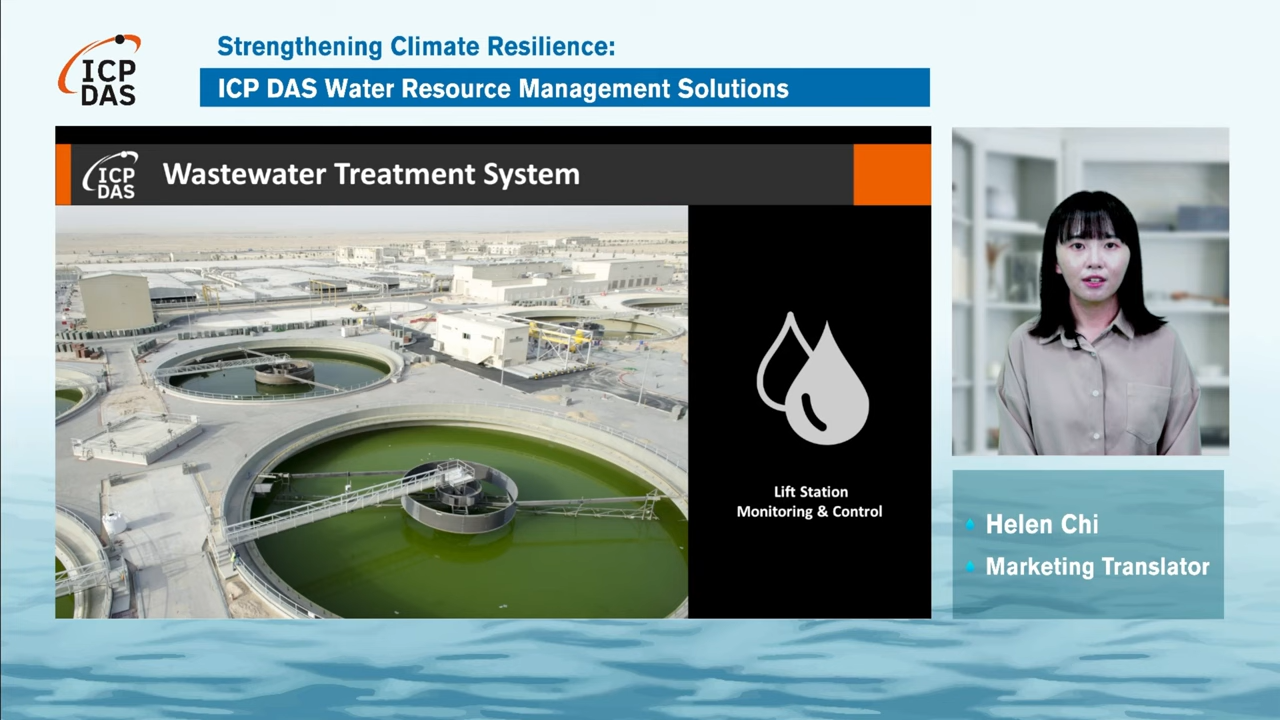 ICP
DAS
Strengthening Climate Resilience:
ICP DAS Water Resource Management Solutions
ICP
DAS
Wastewater Treatment System
Lift Station
Monitoring & Control
Helen Chi
Marketing Translator